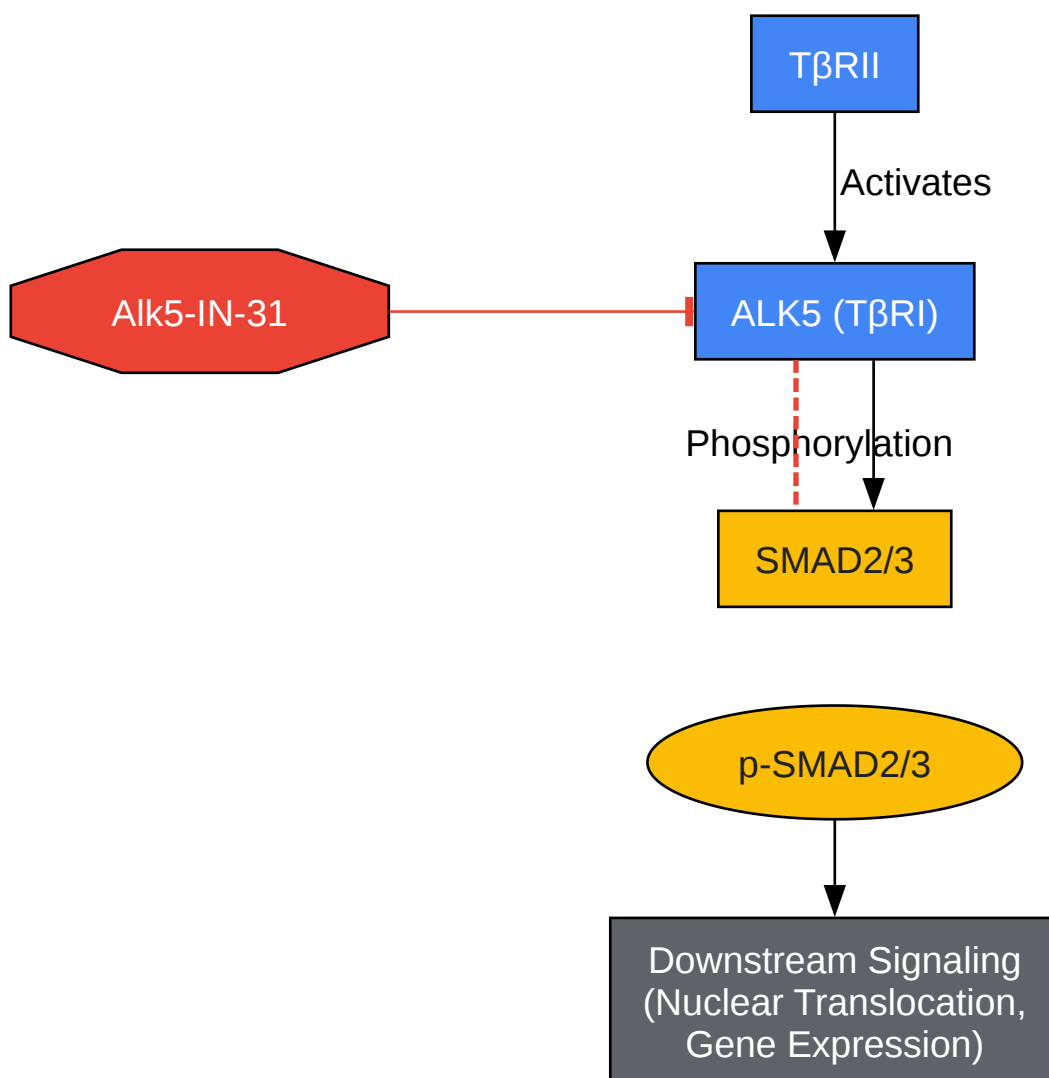 TβRII
Activates
Alk5-IN-31
ALK5 (TβRI)
Phosphorylation
SMAD2/3
p-SMAD2/3
Downstream Signaling
(Nuclear Translocation,
Gene Expression)